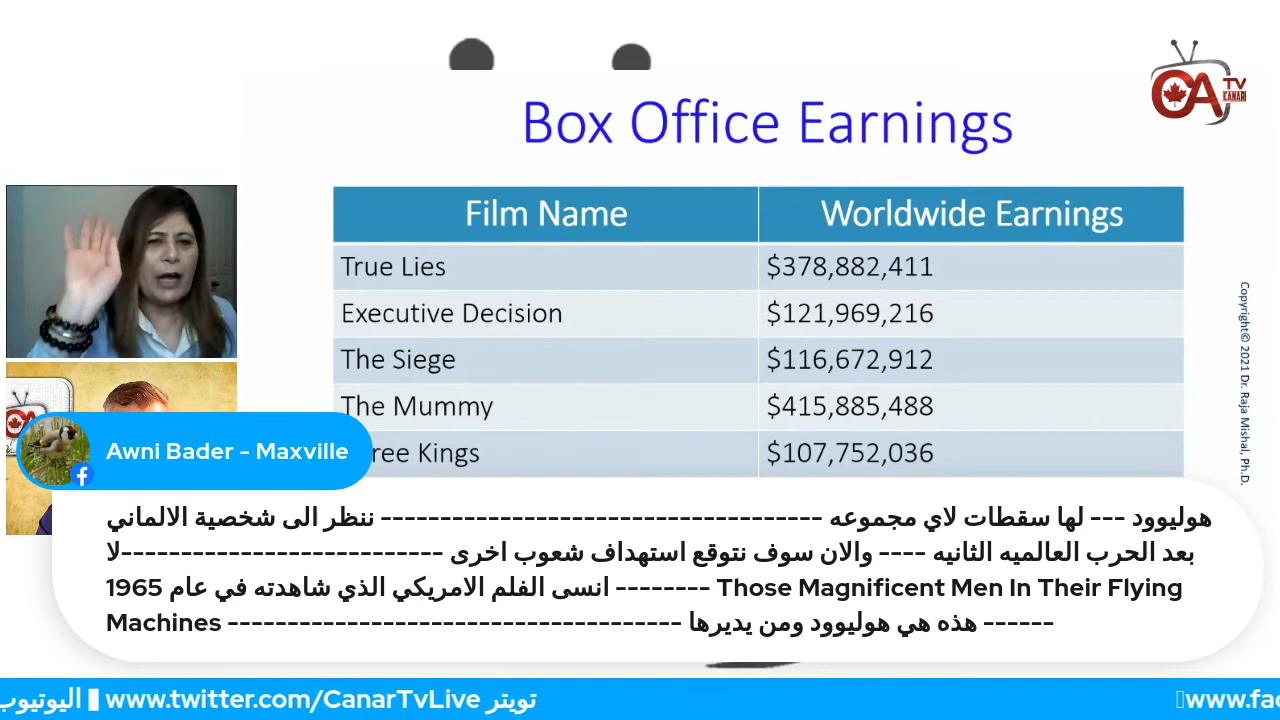 Box Office Earnings
TV
CANAR
Film Name Worldwide Earnings
True Lies $378,882,411
Executive Decision $121,969,216
The Siege $116,672,912
The Mummy $415,885,488
ree Kings $107,752,036
Copyright© 2021 Dr. Raja Mishal, Ph.D.
Awni Bader - Maxville
هوليوود --- لها سقطات لاي مجموعه ------------------------------------- ننظر الى شخصية الالماني
بعد الحرب العالميه الثانيه ---- والان سوف نتوقع استهداف شعوب اخرى ---------------------------لا
انسى الفلم الامريكي الذي شاهدته في عام 1965 -------- Those Magnificent Men In Their Flying
Machines -------------------------------------- هذه هي هوليوود ومن يديرها ------
اليوتيوب www.twitter.com/CanarTvLive تويتر
www.fac